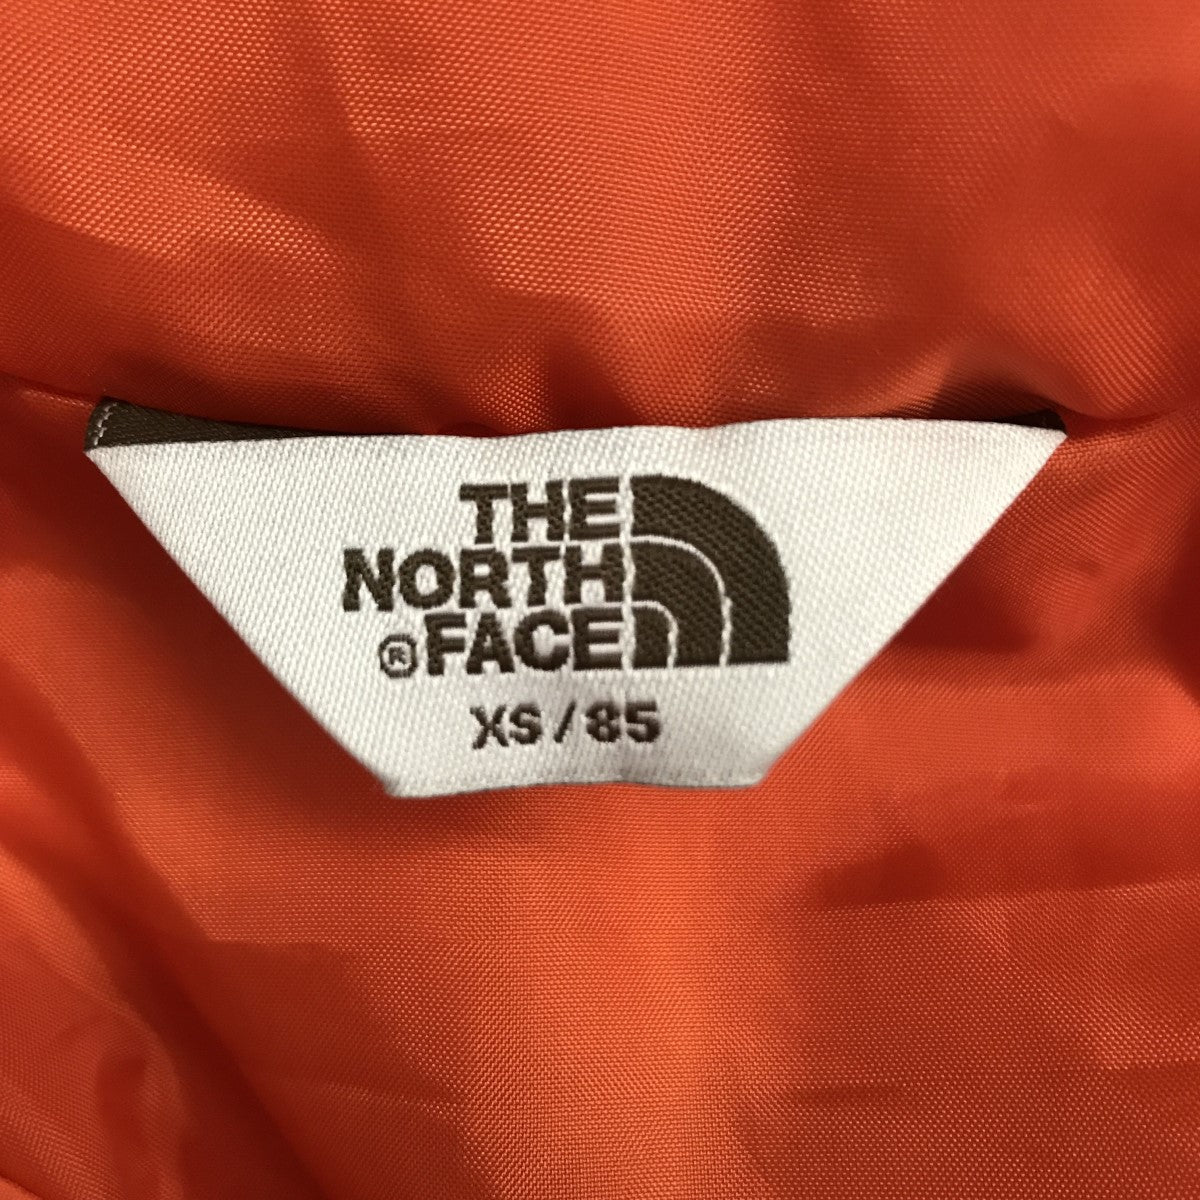 THE
NORTH
® FACE
XS / 85